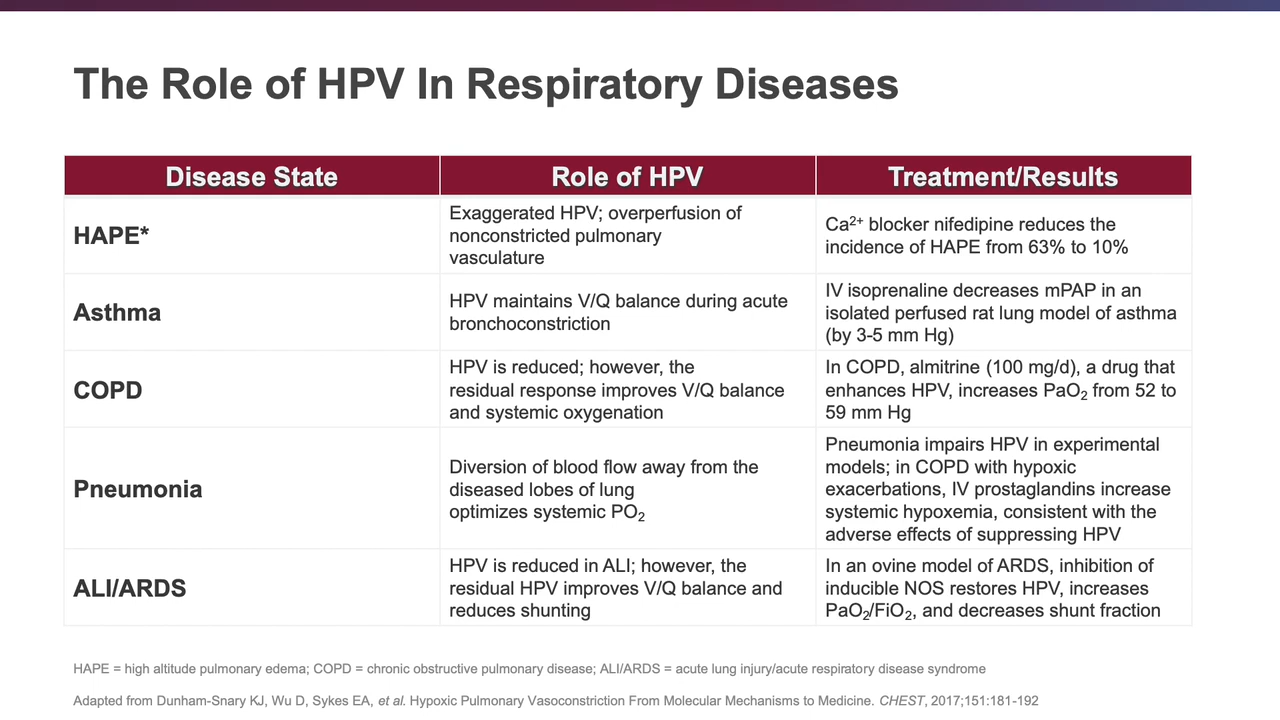 The Role of HPV In Respiratory Diseases
Disease State
Role of HPV
Treatment/Results
HAPE*
Exaggerated HPV; overperfusion of
nonconstricted pulmonary
vasculature
Ca²⁺ blocker nifedipine reduces the
incidence of HAPE from 63% to 10%
Asthma
HPV maintains V/Q balance during acute
bronchoconstriction
IV isoprenaline decreases mPAP in an
isolated perfused rat lung model of asthma
(by 3-5 mm Hg)
COPD
HPV is reduced; however, the
residual response improves V/Q balance
and systemic oxygenation
In COPD, almitrine (100 mg/d), a drug that
enhances HPV, increases PaO₂ from 52 to
59 mm Hg
Pneumonia
Diversion of blood flow away from the
diseased lobes of lung
optimizes systemic PO₂
Pneumonia impairs HPV in experimental
models; in COPD with hypoxic
exacerbations, IV prostaglandins increase
systemic hypoxemia, consistent with the
adverse effects of suppressing HPV
ALI/ARDS
HPV is reduced in ALI; however, the
residual HPV improves V/Q balance and
reduces shunting
In an ovine model of ARDS, inhibition of
inducible NOS restores HPV, increases
PaO₂/FiO₂, and decreases shunt fraction
HAPE = high altitude pulmonary edema; COPD = chronic obstructive pulmonary disease; ALI/ARDS = acute lung injury/acute respiratory disease syndrome
Adapted from Dunham-Snary KJ, Wu D, Sykes EA, et al. Hypoxic Pulmonary Vasoconstriction From Molecular Mechanisms to Medicine. CHEST, 2017;151:181-192